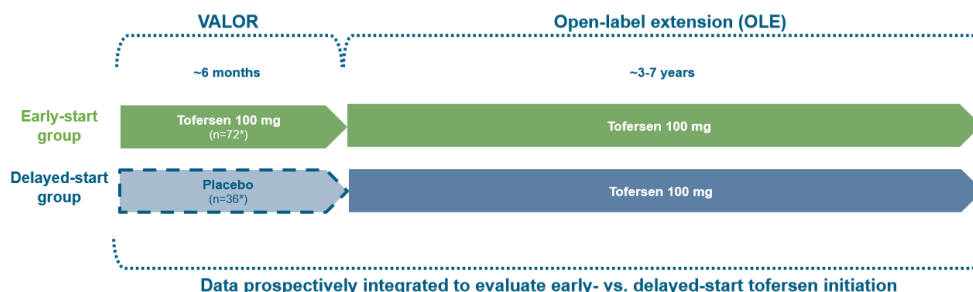 VALOR
Open-label extension (OLE)
~6 months
~3-7 years
Early-start
group
Tofersen 100 mg
(n=72*)
Tofersen 100 mg
Delayed-start
group
Placebo
(n=36*)
Tofersen 100 mg
Data prospectively integrated to evaluate early- vs. delayed-start tofersen initiation